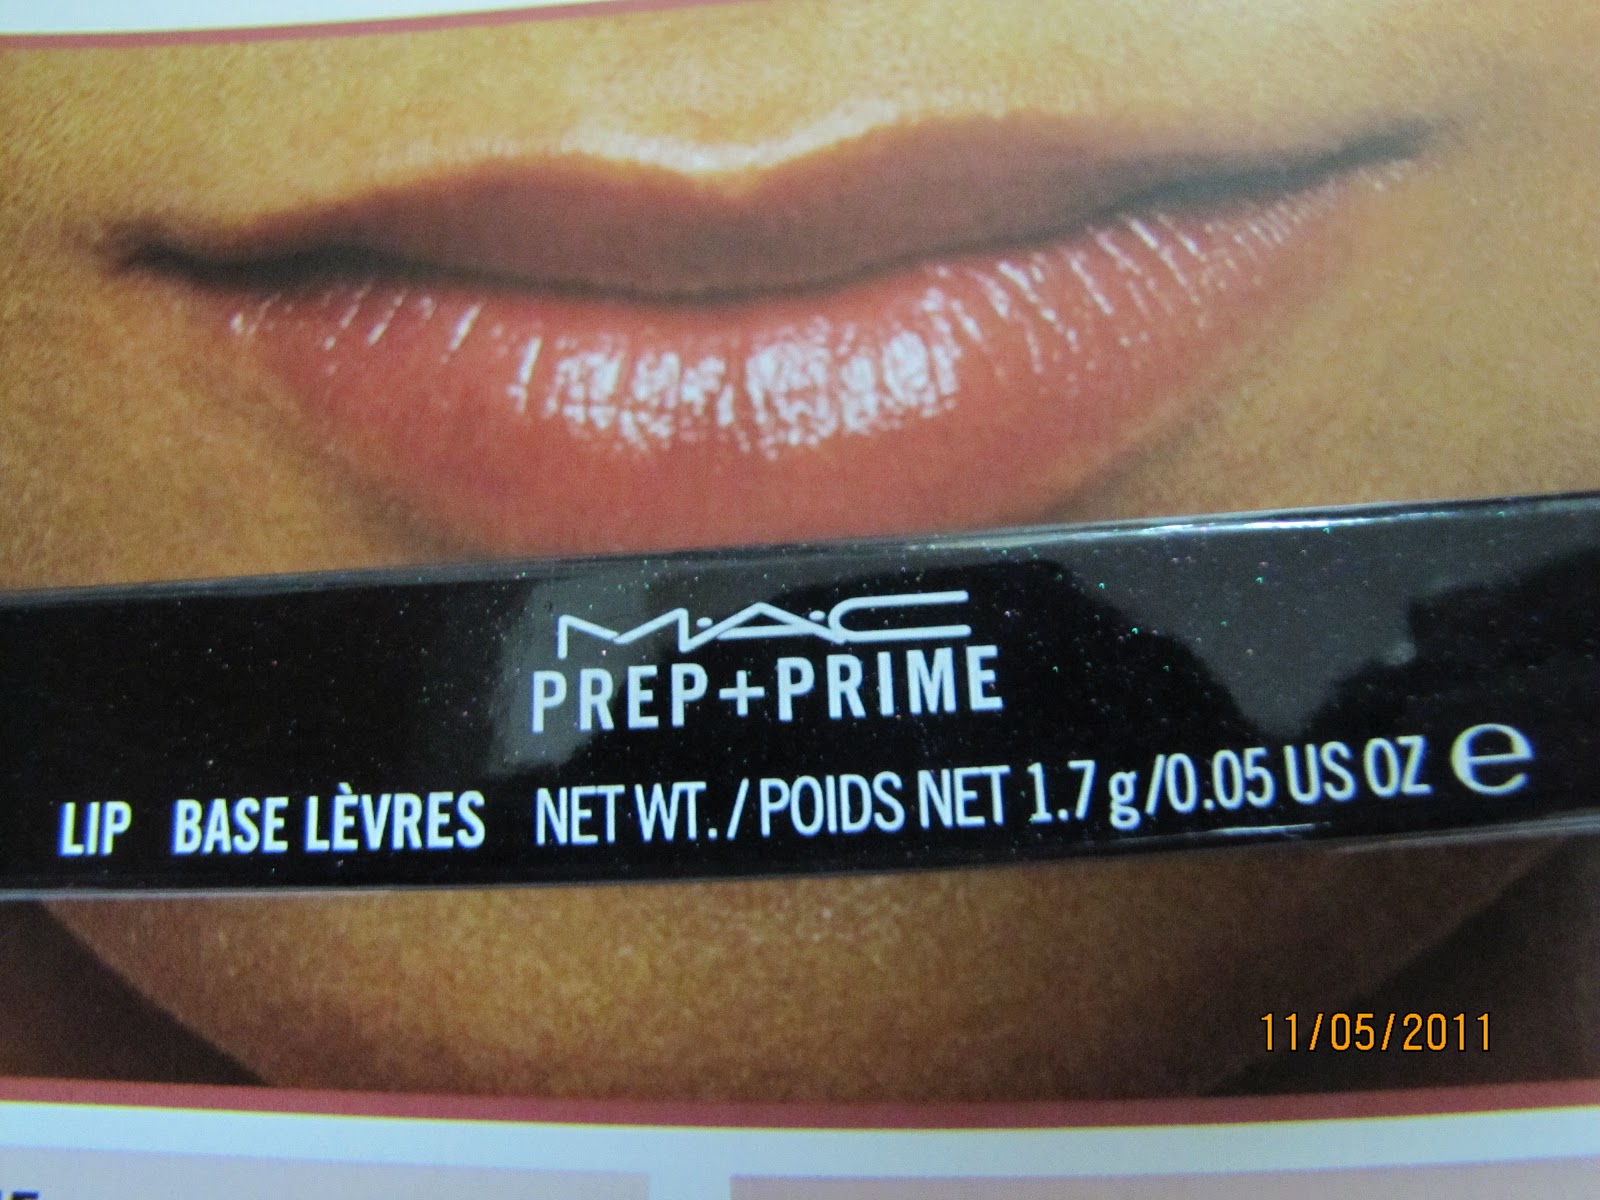 M·A·C
PREP+PRIME
LIP BASE LÈVRES NET WT./POIDS NET 1.7 g/0.05 US OZ e
11/05/2011